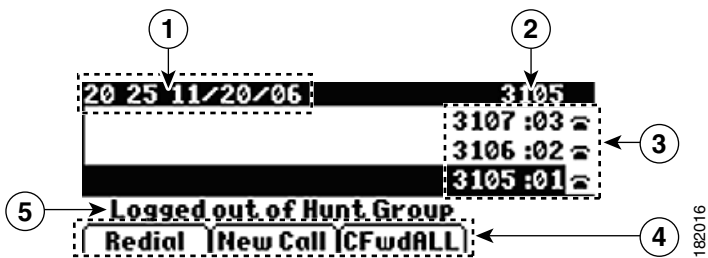 1 2
20 25 11/20/06 3105
3107 :03
3106 :02 3
3105 :01
5 Logged out of Hunt Group
Redial New Call CFwdALL 4
182016